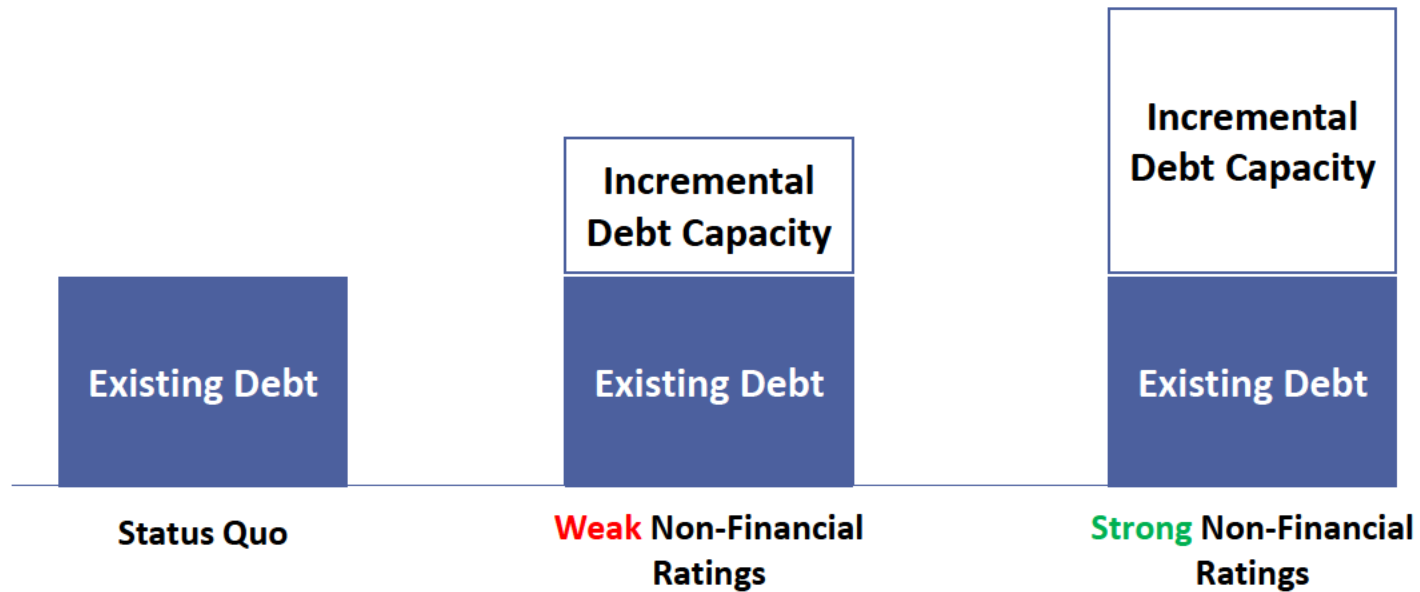 Incremental
Debt Capacity
Incremental
Debt Capacity
Existing Debt
Existing Debt
Existing Debt
Status Quo
Weak Non-Financial
Ratings
Strong Non-Financial
Ratings